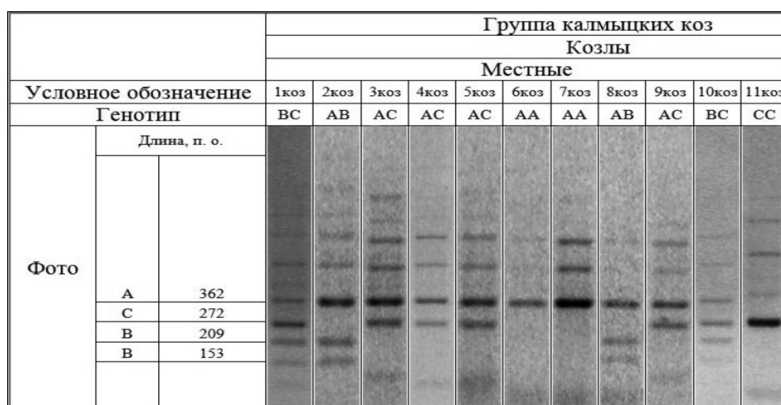 Группа калмыцких коз
Козлы
Местные
Условное обозначение 1коз 2коз 3коз 4коз 5коз 6коз 7коз 8коз 9коз 10коз 11коз
Генотип BC AB AC AC AC AA AA AB AC BC CC
Длина, п. о.
Фото
A 362
C 272
B 209
B 153